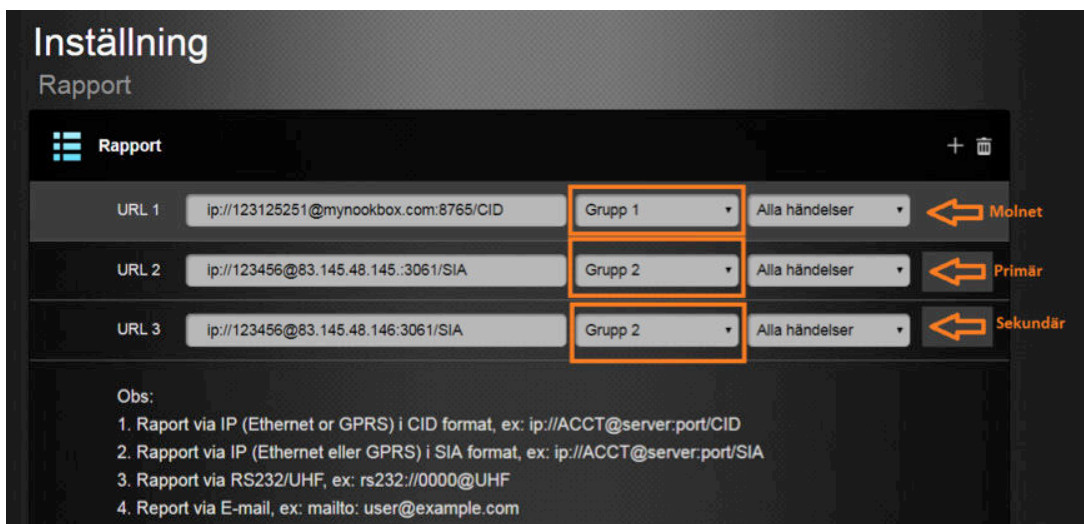 Inställning
Rapport
Rapport
URL 1 ip://123125251@mynookbox.com:8765/CID Grupp 1 Alla händelser Molnet
URL 2 ip://123456@83.145.48.145.:3061/SIA Grupp 2 Alla händelser Primär
URL 3 ip://123456@83.145.48.146:3061/SIA Grupp 2 Alla händelser Sekundär
Obs:
1. Raport via IP (Ethernet or GPRS) i CID format, ex: ip://ACCT@server:port/CID
2. Rapport via IP (Ethernet eller GPRS) i SIA format, ex: ip://ACCT@server:port/SIA
3. Rapport via RS232/UHF, ex: rs232://0000@UHF
4. Report via E-mail, ex: mailto: user@example.com